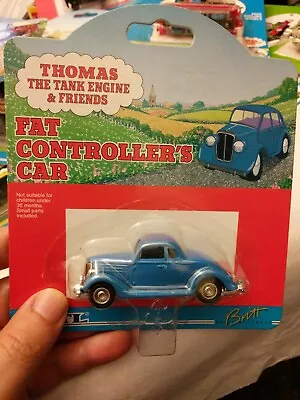 THOMAS
THE TANK ENGINE
& FRIENDS
FAT
CONTROLLER'S
CAR
Not suitable for
children under
36 months.
Small parts
included.
Britt